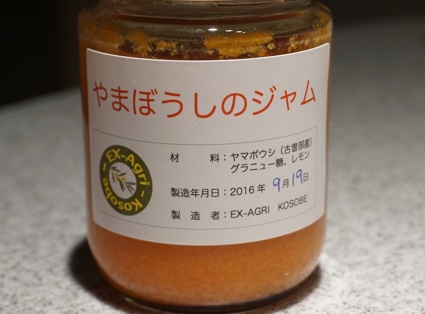 やまぼうしのジャム
EX-Agri
Kosobe
材　　料：ヤマボウシ（古曽部産）
グラニュー糖、レモン
製造年月日：2016年 9月19日
製　造　者：EX-AGRI　KOSOBE